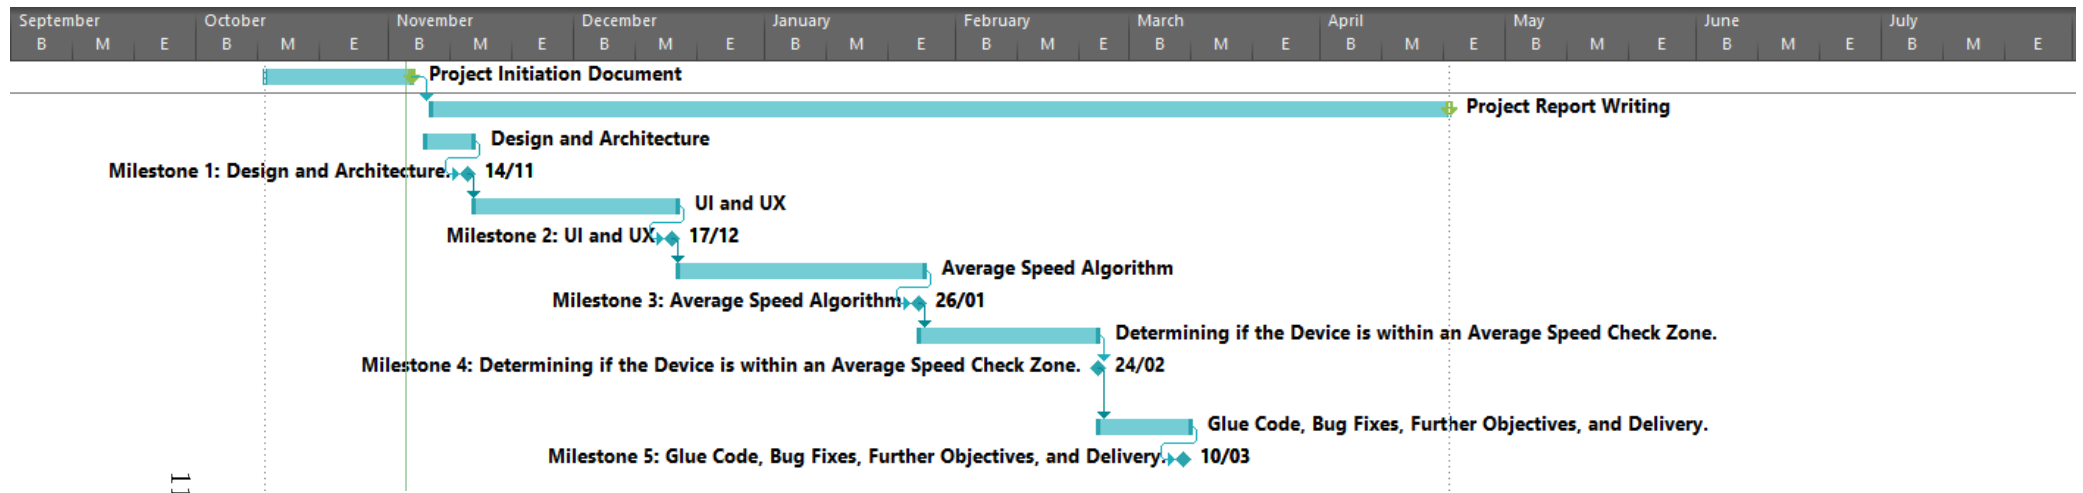 September October November December January February March April May June July
B M E B M E B M E B M E B M E B M E B M E B M E B M E B M E B M E
Project Initiation Document
Project Report Writing
Design and Architecture
Milestone 1: Design and Architecture. 14/11
UI and UX
Milestone 2: UI and UX 17/12
Average Speed Algorithm
Milestone 3: Average Speed Algorithm 26/01
Determining if the Device is within an Average Speed Check Zone.
Milestone 4: Determining if the Device is within an Average Speed Check Zone. 24/02
Glue Code, Bug Fixes, Further Objectives, and Delivery.
Milestone 5: Glue Code, Bug Fixes, Further Objectives, and Delivery. 10/03